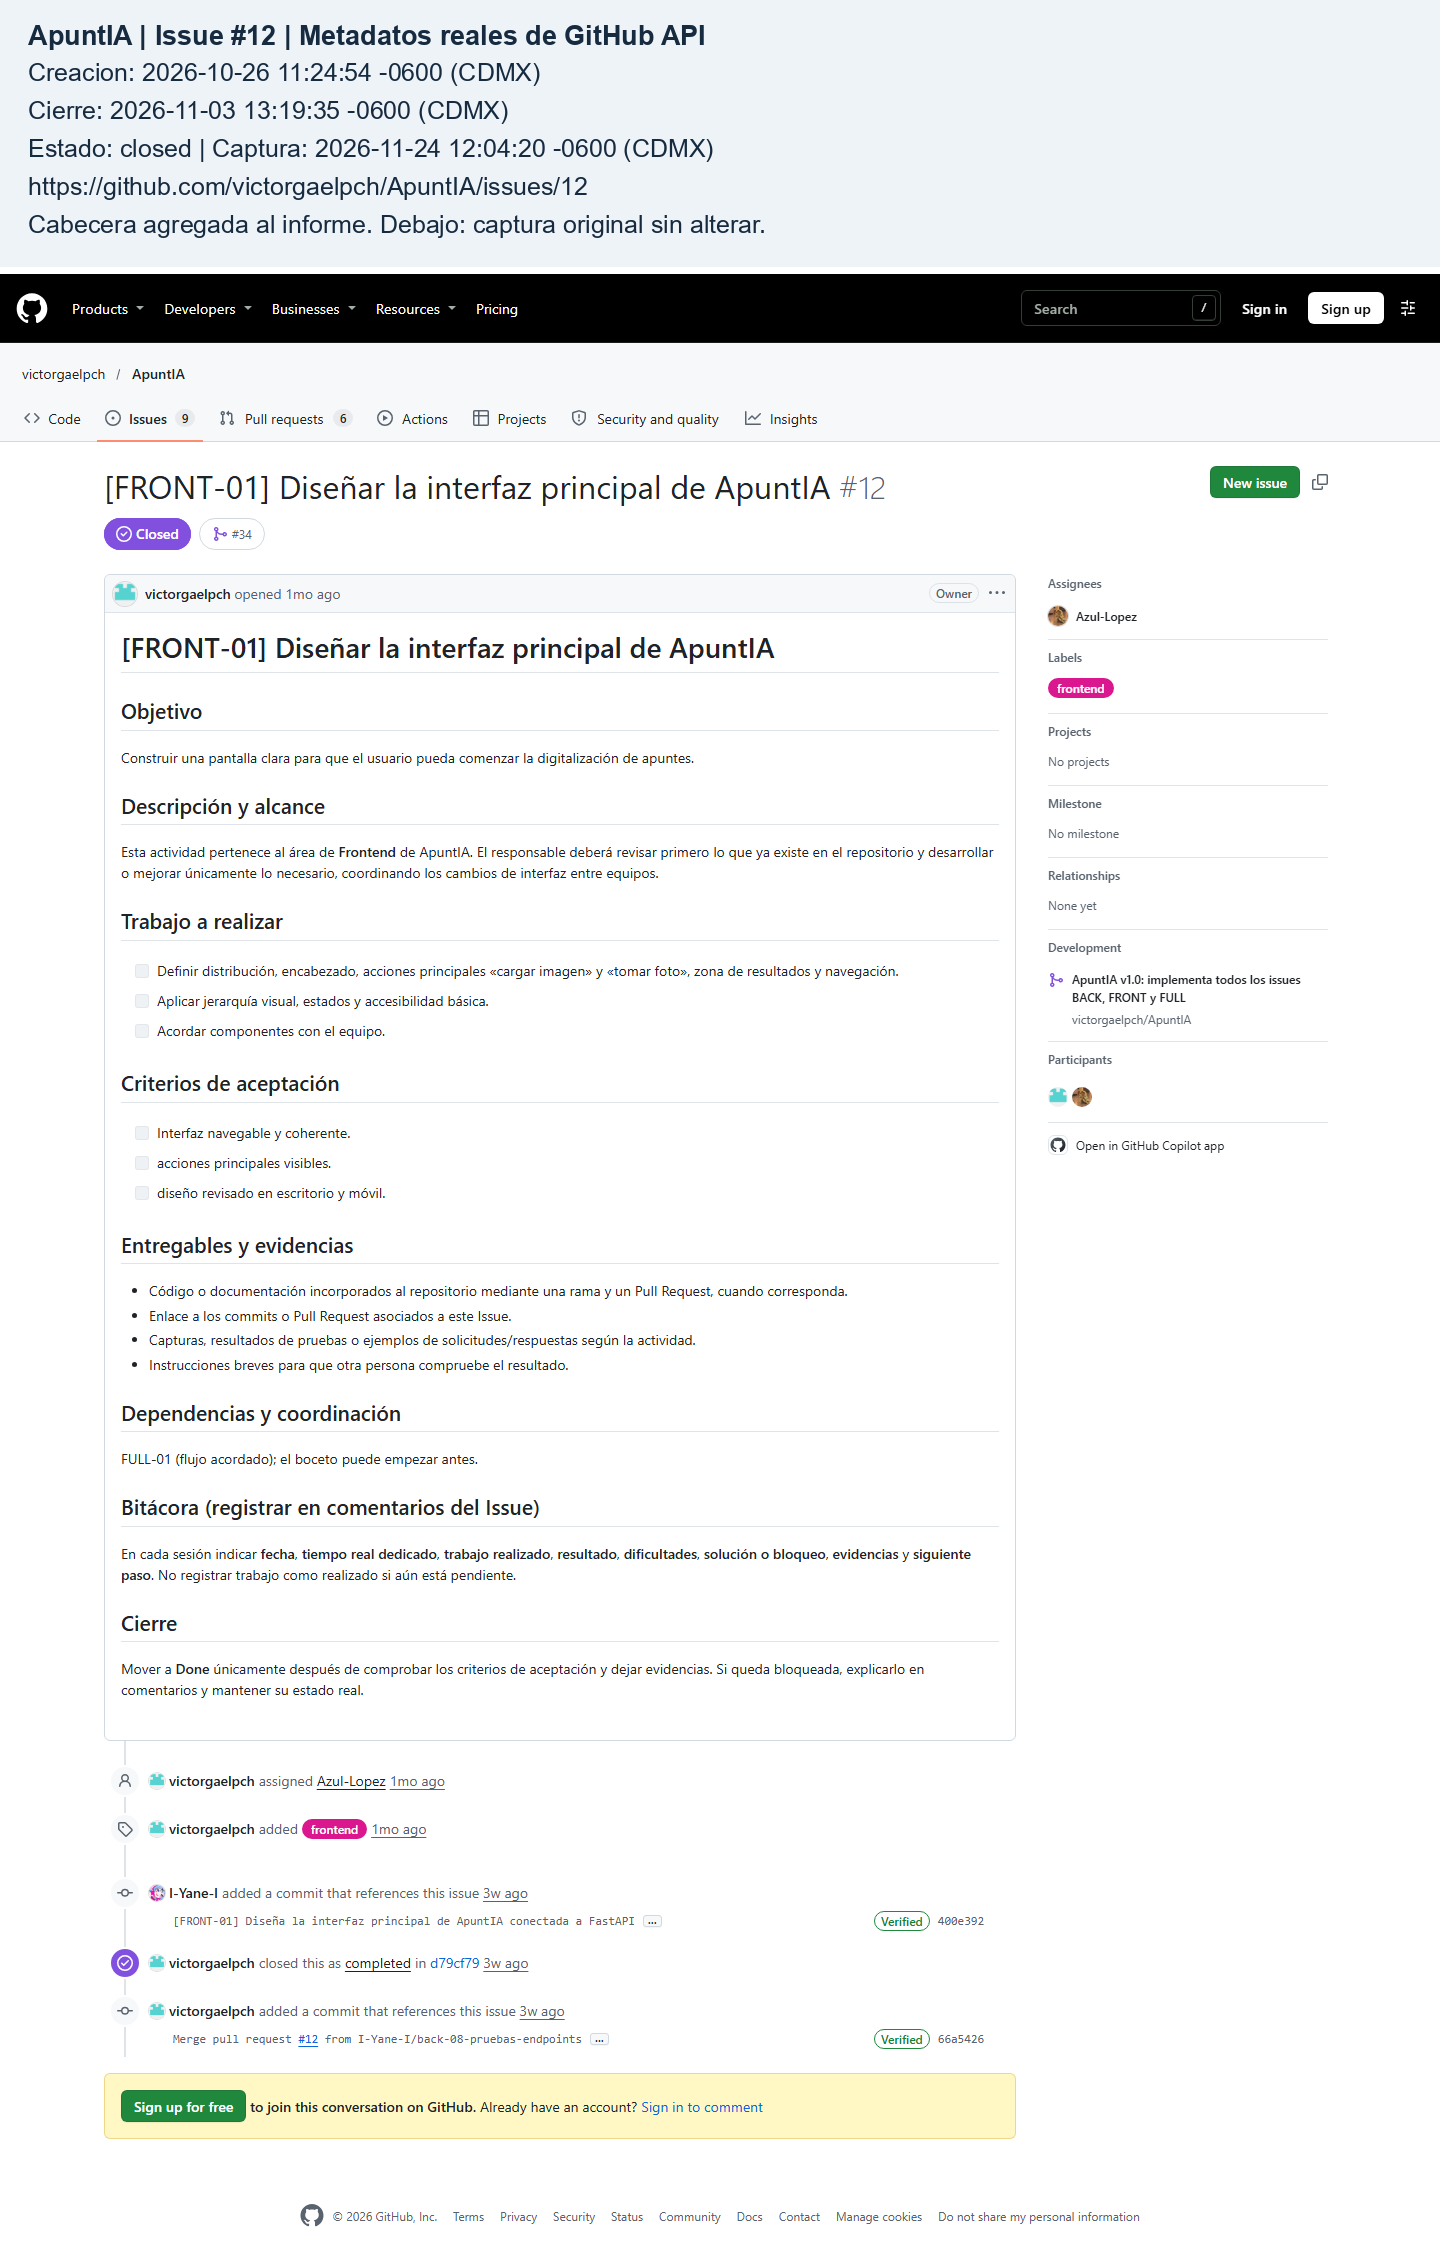 ApuntIA | Issue #12 | Metadatos reales de GitHub API
Creacion: 2026-10-26 11:24:54 -0600 (CDMX)
Cierre: 2026-11-03 13:19:35 -0600 (CDMX)
Estado: closed | Captura: 2026-11-24 12:04:20 -0600 (CDMX)
https://github.com/victorgaelpch/ApuntIA/issues/12
Cabecera agregada al informe. Debajo: captura original sin alterar.
Products Developers Businesses Resources Pricing Search / Sign in Sign up
victorgaelpch / ApuntIA
Code Issues 9 Pull requests 6 Actions Projects Security and quality Insights
[FRONT-01] Diseñar la interfaz principal de ApuntIA #12
New issue
Closed #34
victorgaelpch opened 1mo ago Owner ...
[FRONT-01] Diseñar la interfaz principal de ApuntIA
Objetivo
Construir una pantalla clara para que el usuario pueda comenzar la digitalización de apuntes.
Descripción y alcance
Esta actividad pertenece al área de Frontend de ApuntIA. El responsable deberá revisar primero lo que ya existe en el repositorio y desarrollar
o mejorar únicamente lo necesario, coordinando los cambios de interfaz entre equipos.
Trabajo a realizar
Definir distribución, encabezado, acciones principales «cargar imagen» y «tomar foto», zona de resultados y navegación.
Aplicar jerarquía visual, estados y accesibilidad básica.
Acordar componentes con el equipo.
Criterios de aceptación
Interfaz navegable y coherente.
acciones principales visibles.
diseño revisado en escritorio y móvil.
Entregables y evidencias
• Código o documentación incorporados al repositorio mediante una rama y un Pull Request, cuando corresponda.
• Enlace a los commits o Pull Request asociados a este Issue.
• Capturas, resultados de pruebas o ejemplos de solicitudes/respuestas según la actividad.
• Instrucciones breves para que otra persona compruebe el resultado.
Dependencias y coordinación
FULL-01 (flujo acordado); el boceto puede empezar antes.
Bitácora (registrar en comentarios del Issue)
En cada sesión indicar fecha, tiempo real dedicado, trabajo realizado, resultado, dificultades, solución o bloqueo, evidencias y siguiente
paso. No registrar trabajo como realizado si aún está pendiente.
Cierre
Mover a Done únicamente después de comprobar los criterios de aceptación y dejar evidencias. Si queda bloqueada, explicarlo en
comentarios y mantener su estado real.
Assignees
Azul-Lopez
Labels
frontend
Projects
No projects
Milestone
No milestone
Relationships
None yet
Development
ApuntIA v1.0: implementa todos los issues
BACK, FRONT y FULL
victorgaelpch/ApuntIA
Participants
Open in GitHub Copilot app
victorgaelpch assigned Azul-Lopez 1mo ago
victorgaelpch added frontend 1mo ago
I-Yane-I added a commit that references this issue 3w ago
[FRONT-01] Diseña la interfaz principal de ApuntIA conectada a FastAPI ... Verified 400e392
victorgaelpch closed this as completed in d79cf79 3w ago
victorgaelpch added a commit that references this issue 3w ago
Merge pull request #12 from I-Yane-I/back-08-pruebas-endpoints ... Verified 66a5426
Sign up for free to join this conversation on GitHub. Already have an account? Sign in to comment
© 2026 GitHub, Inc. Terms Privacy Security Status Community Docs Contact Manage cookies Do not share my personal information